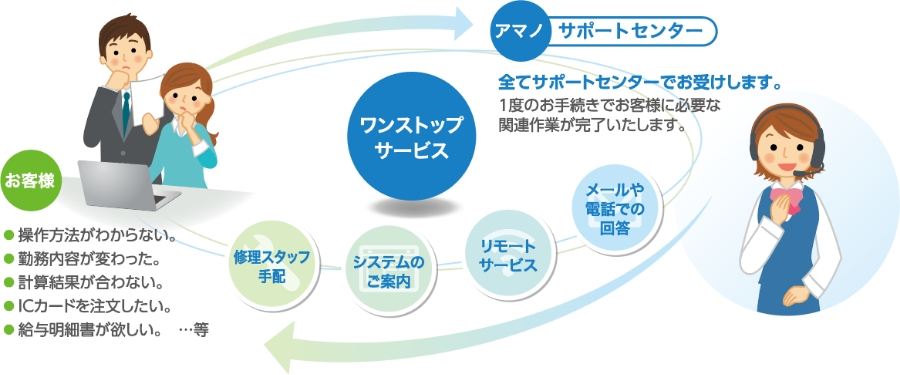 アマノ サポートセンター
全てサポートセンターでお受けします。
1度のお手続きでお客様に必要な
関連作業が完了いたします。
ワンストップ
サービス
お客様
操作方法がわからない。
勤務内容が変わった。
計算結果が合わない。
ICカードを注文したい。
給与明細書が欲しい。 …等
修理スタッフ
手配
システムの
ご案内
リモート
サービス
メールや
電話での
回答